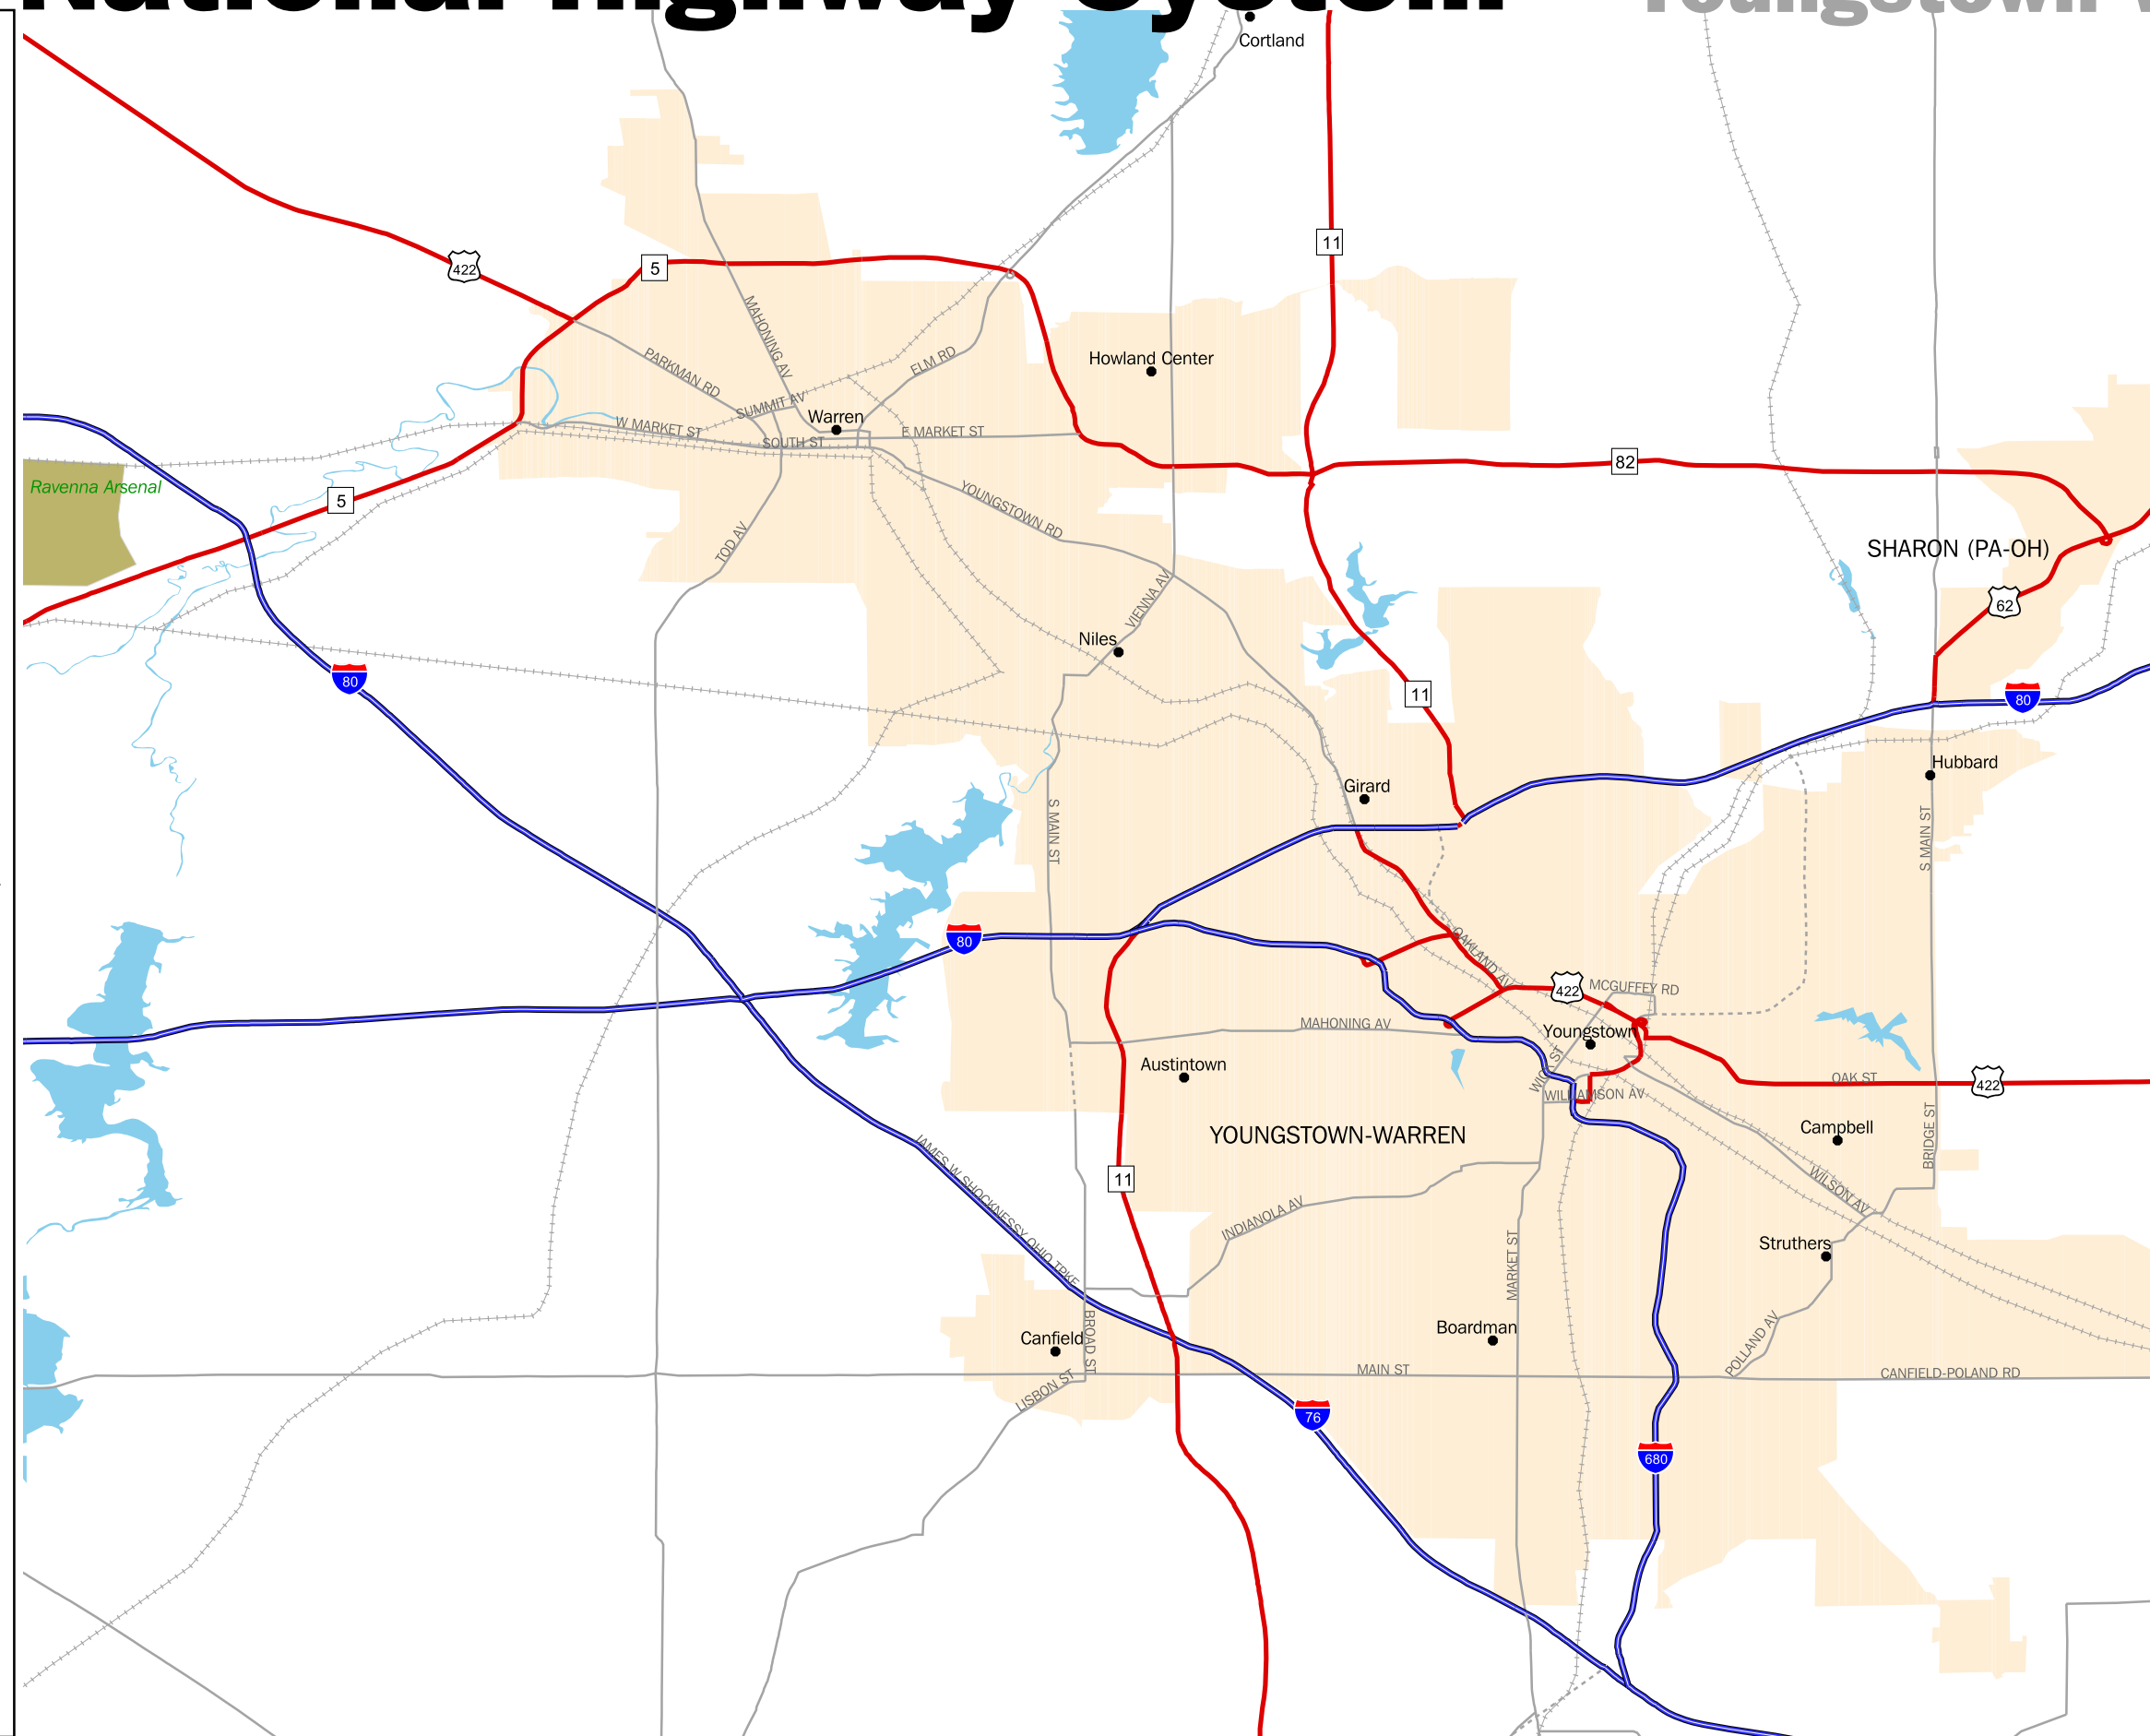 National Highway System
Youngstown
Cortland
11
422
5
MAHONING AV
Howland Center
PARKMAN RD
ELM RD
SUMMIT AV
Warren
W MARKET ST
SOUTH ST
E MARKET ST
82
Ravenna Arsenal
5
YOUNGSTOWN RD
TOD AV
SHARON (PA-OH)
VIENNA AV
62
Niles
80
11
80
Girard
Hubbard
S MAIN ST
S MAIN ST
80
OAKLAND AV
422
MCGUFFEY RD
MAHONING AV
Youngstown
Austintown
WICK ST
OAK ST
422
WILLIAMSON AV
YOUNGSTOWN-WARREN
Campbell
BRIDGE ST
JAMES W SHOCKNESSY OHIO TPKE
11
WILSON AV
INDIANOLA AV
Struthers
MARKET ST
Canfield
BROAD ST
Boardman
POLLAND AV
MAIN ST
CANFIELD-POLAND RD
LISBON ST
76
680